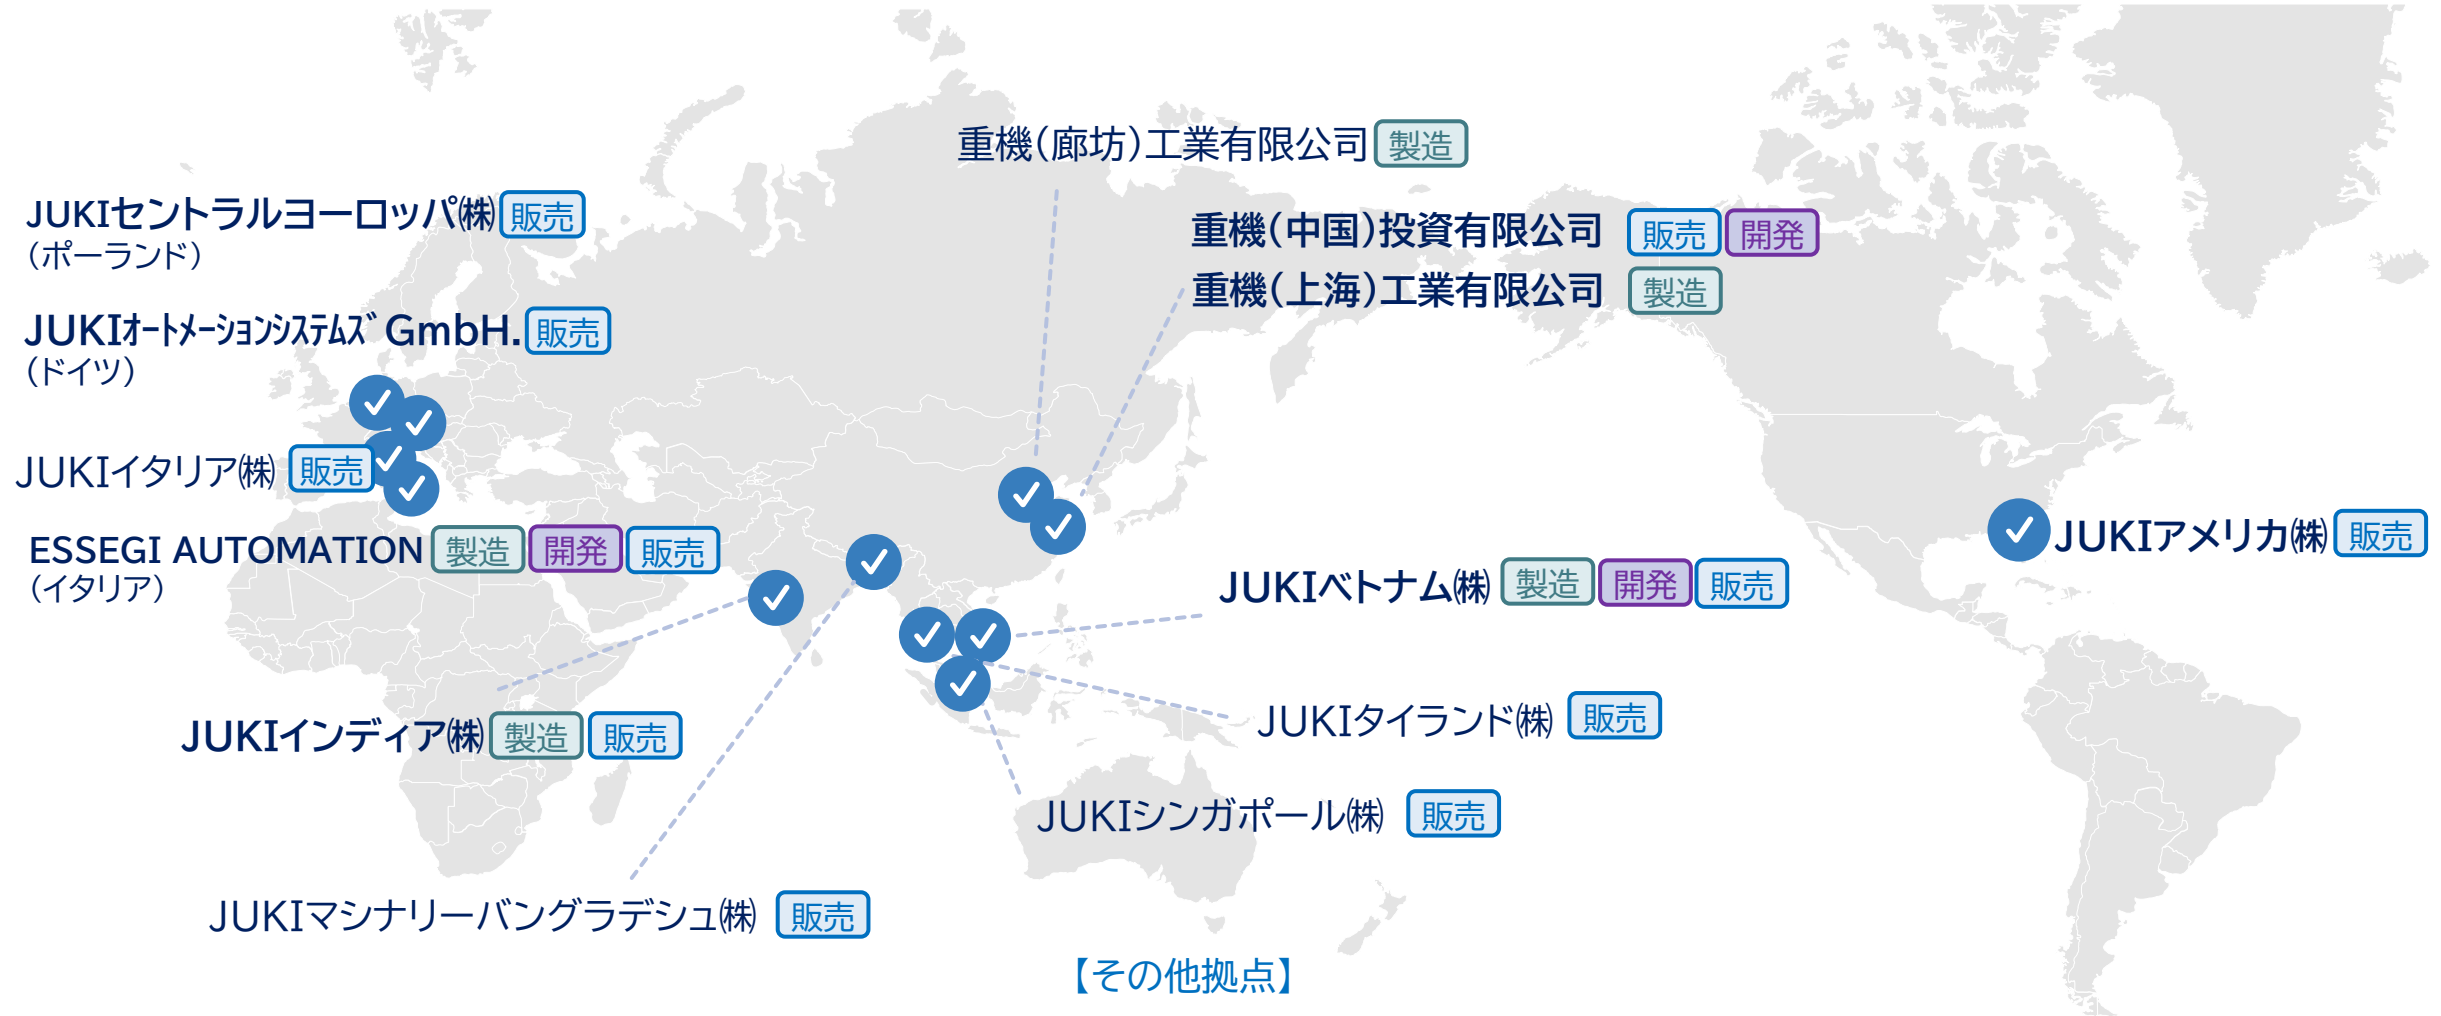 重機（廊坊）工業有限公司 製造
JUKIセントラルヨーロッパ㈱ 販売
（ポーランド）
重機（中国）投資有限公司 販売 開発
重機（上海）工業有限公司 製造
JUKIｵｰﾄﾒｰｼｮﾝｼｽﾃﾑｽﾞ GmbH. 販売
（ドイツ）
JUKIイタリア㈱ 販売
ESSEGI AUTOMATION 製造 開発 販売
（イタリア）
JUKIアメリカ㈱ 販売
JUKIベトナム㈱ 製造 開発 販売
JUKIインディア㈱ 製造 販売
JUKIタイランド㈱ 販売
JUKIシンガポール㈱ 販売
JUKIマシナリーバングラデシュ㈱ 販売
【その他拠点】